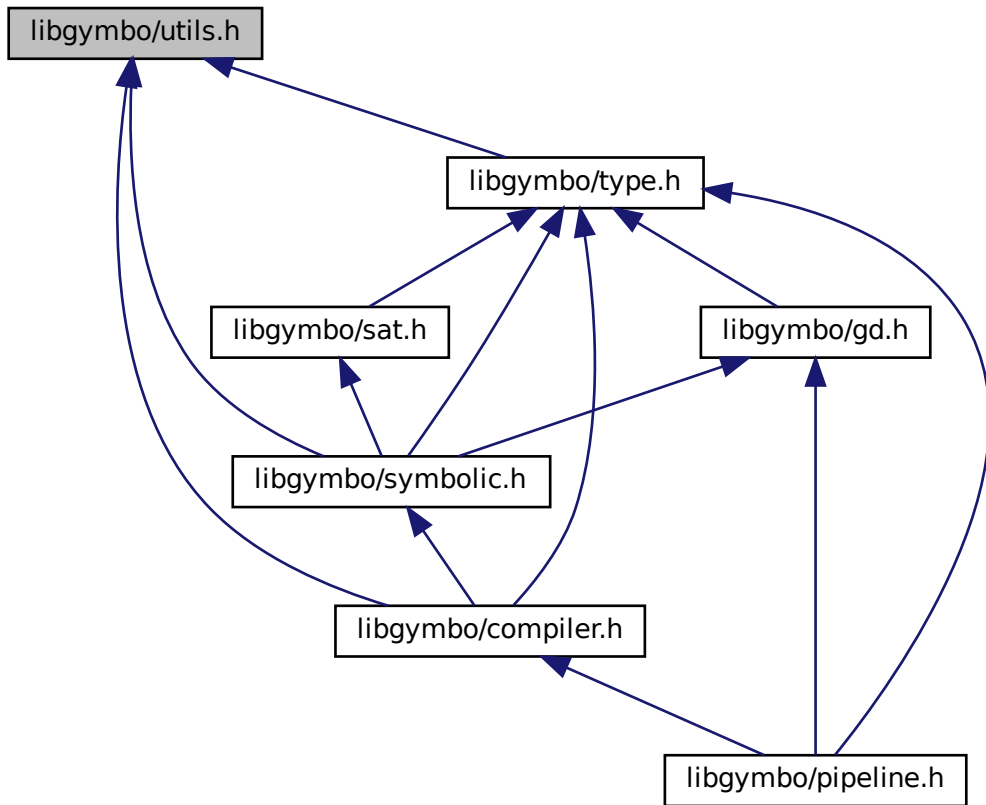 libgymbo/utils.h
libgymbo/type.h
libgymbo/sat.h
libgymbo/gd.h
libgymbo/symbolic.h
libgymbo/compiler.h
libgymbo/pipeline.h